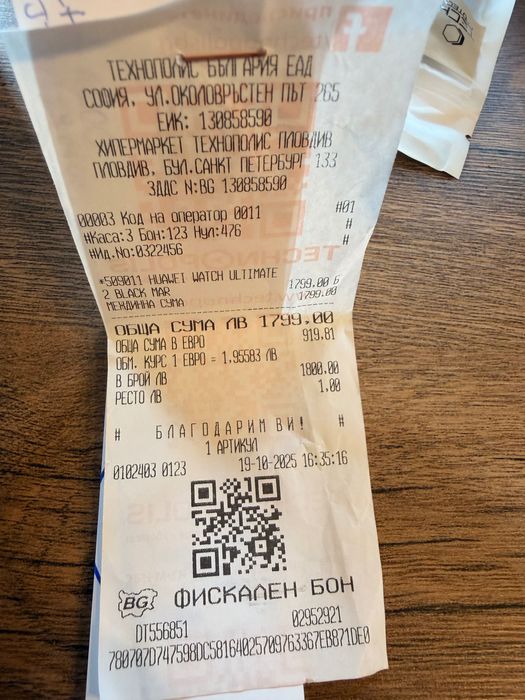 47
ТЕХНОПОЛИС БЪЛГАРИЯ ЕАД
СОФИЯ, УЛ.ОКОЛОВРЪСТЕН ПЪТ 265
ЕИК: 130858590
ХИПЕРМАРКЕТ ТЕХНОПОЛИС ПЛОВДИВ
ПЛОВДИВ, БУЛ.САНКТ ПЕТЕРБУРГ 133
ЗДДС N:BG 130858590
00003 Код на оператор 0011 #01
#Каса:3 Бон:123 Нул:476 #
#Ид.No:0322456 #
*509011 HUAWEI WATCH ULTIMATE
2 BLACK MAR 1799.00 Б
МЕЖДИННА СУМА 1799.00
ОБЩА СУМА ЛВ 1799,00
ОБЩА СУМА В ЕВРО 919.81
ОБМ. КУРС 1 ЕВРО = 1,95583 ЛВ
В БРОЙ ЛВ 1800.00
РЕСТО ЛВ 1,00
# БЛАГОДАРИМ ВИ! #
1 АРТИКУЛ
0102403 0123 19-10-2025 16:35:16
BG ФИСКАЛЕН БОН
DT556851 02952921
780707D747598DC58164025709763367EB871DE0